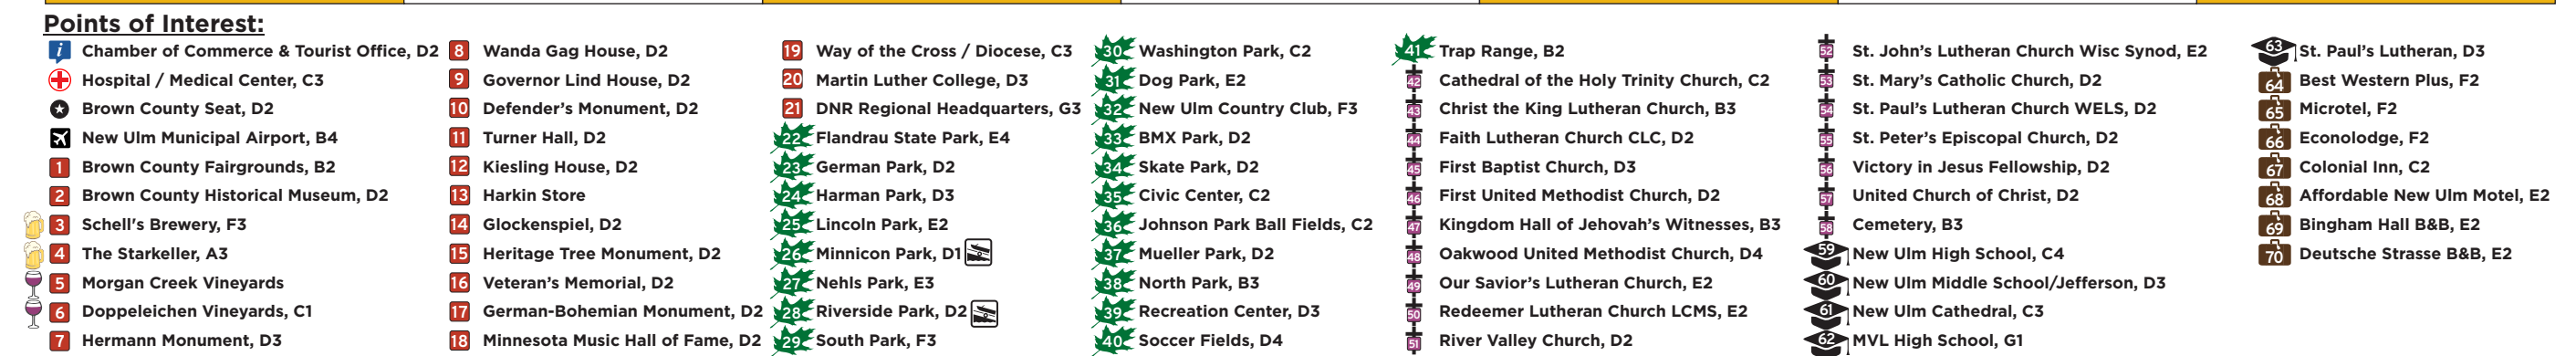 Points of Interest:
i Chamber of Commerce & Tourist Office, D2
Hospital / Medical Center, C3
Brown County Seat, D2
New Ulm Municipal Airport, B4
1 Brown County Fairgrounds, B2
2 Brown County Historical Museum, D2
3 Schell's Brewery, F3
4 The Starkeller, A3
5 Morgan Creek Vineyards
6 Doppeleichen Vineyards, C1
7 Hermann Monument, D3
8 Wanda Gag House, D2
9 Governor Lind House, D2
10 Defender's Monument, D2
11 Turner Hall, D2
12 Kiesling House, D2
13 Harkin Store
14 Glockenspiel, D2
15 Heritage Tree Monument, D2
16 Veteran's Memorial, D2
17 German-Bohemian Monument, D2
18 Minnesota Music Hall of Fame, D2
19 Way of the Cross / Diocese, C3
20 Martin Luther College, D3
21 DNR Regional Headquarters, G3
22 Flandrau State Park, E4
23 German Park, D2
24 Harman Park, D3
25 Lincoln Park, E2
26 Minnicon Park, D1
27 Nehls Park, E3
28 Riverside Park, D2
29 South Park, F3
30 Washington Park, C2
31 Dog Park, E2
32 New Ulm Country Club, F3
33 BMX Park, D2
34 Skate Park, D2
35 Civic Center, C2
36 Johnson Park Ball Fields, C2
37 Mueller Park, D2
38 North Park, B3
39 Recreation Center, D3
40 Soccer Fields, D4
41 Trap Range, B2
42 Cathedral of the Holy Trinity Church, C2
43 Christ the King Lutheran Church, B3
44 Faith Lutheran Church CLC, D2
45 First Baptist Church, D3
46 First United Methodist Church, D2
47 Kingdom Hall of Jehovah's Witnesses, B3
48 Oakwood United Methodist Church, D4
49 Our Savior's Lutheran Church, E2
50 Redeemer Lutheran Church LCMS, E2
51 River Valley Church, D2
52 St. John's Lutheran Church Wisc Synod, E2
53 St. Mary's Catholic Church, D2
54 St. Paul's Lutheran Church WELS, D2
55 St. Peter's Episcopal Church, D2
56 Victory in Jesus Fellowship, D2
57 United Church of Christ, D2
58 Cemetery, B3
59 New Ulm High School, C4
60 New Ulm Middle School/Jefferson, D3
61 New Ulm Cathedral, C3
62 MVL High School, G1
63 St. Paul's Lutheran, D3
64 Best Western Plus, F2
65 Microtel, F2
66 Econolodge, F2
67 Colonial Inn, C2
68 Affordable New Ulm Motel, E2
69 Bingham Hall B&B, E2
70 Deutsche Strasse B&B, E2